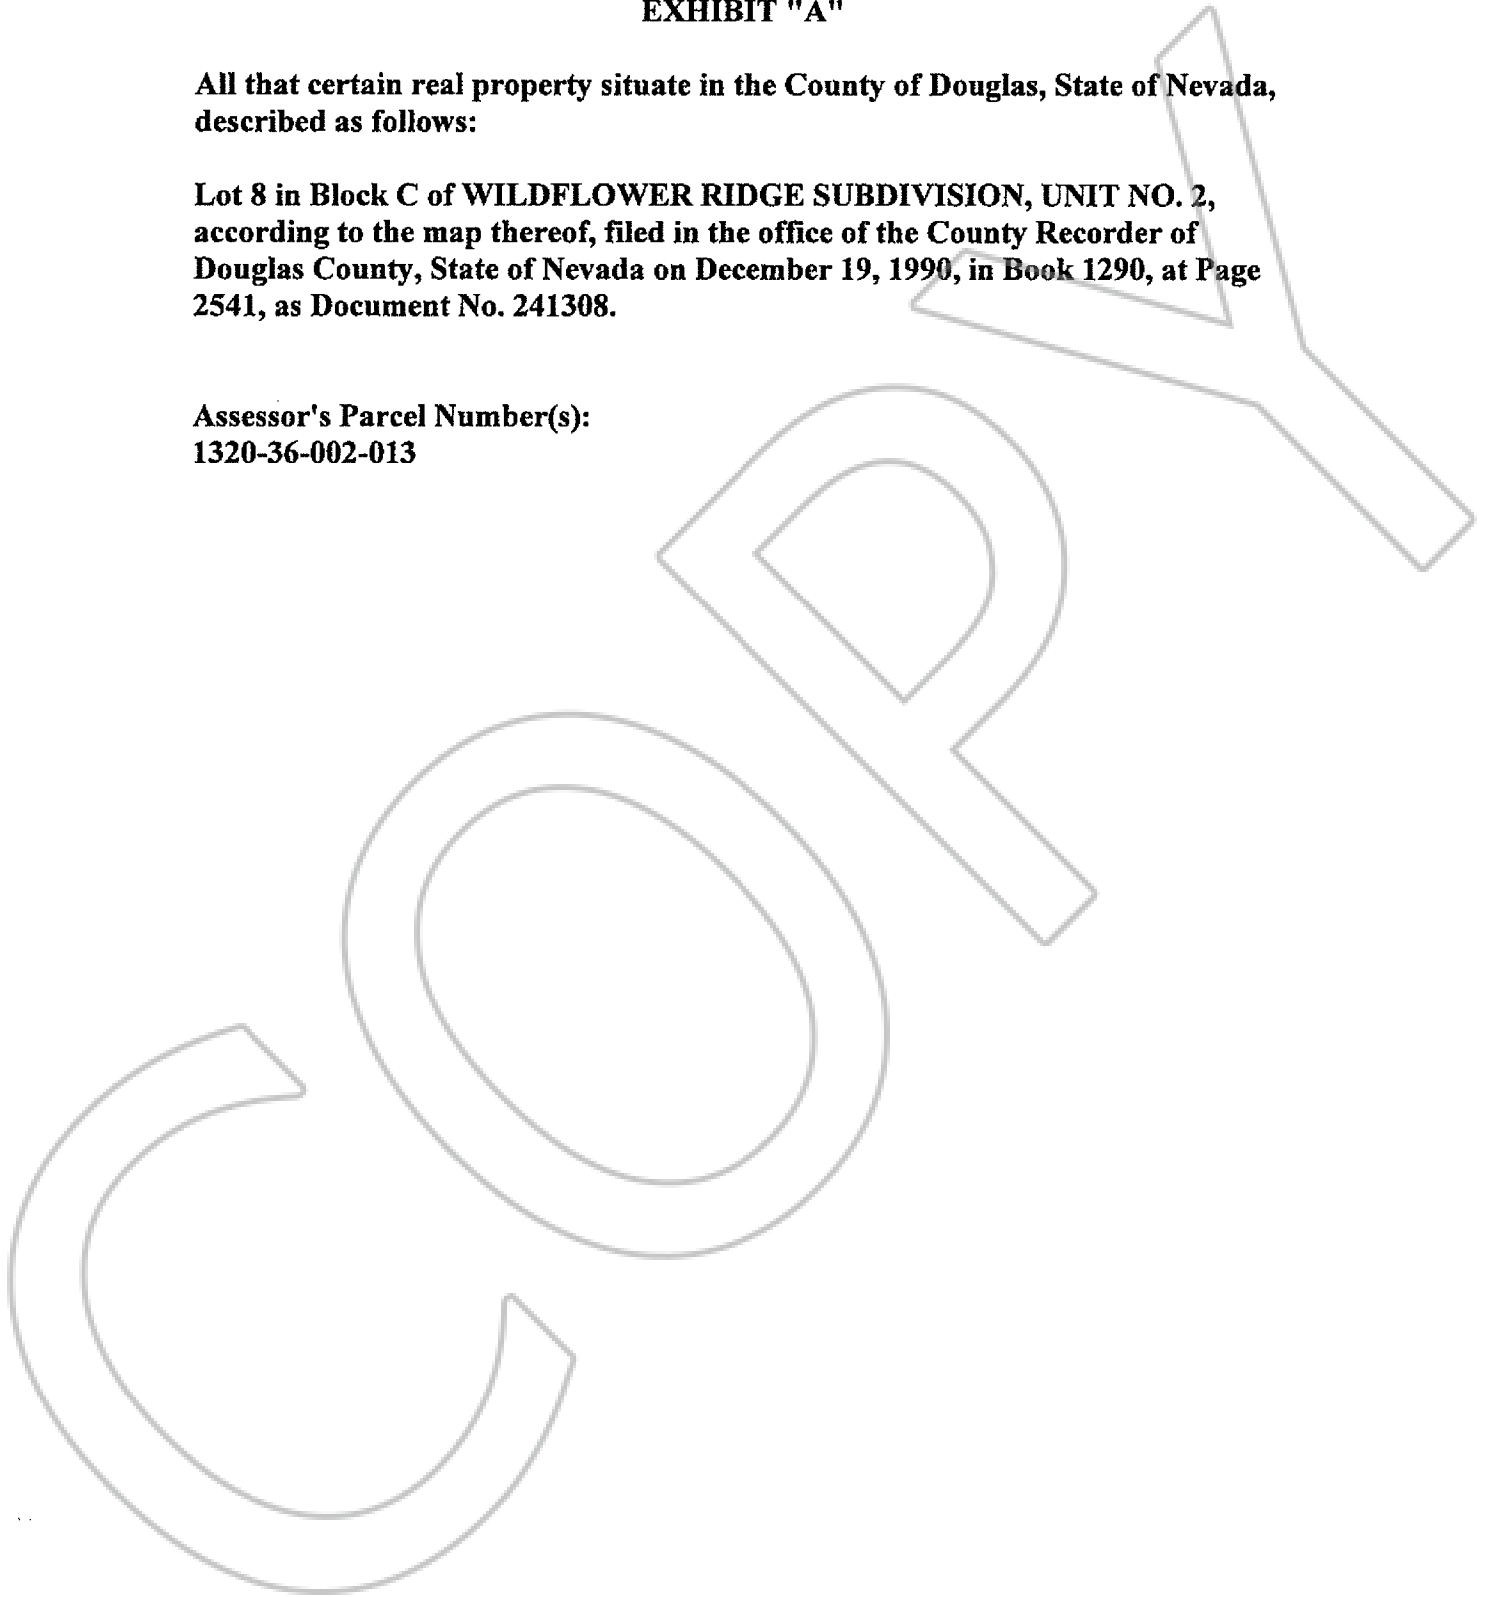 EXHIBIT "A"
All that certain real property situate in the County of Douglas, State of Nevada,
described as follows:
Lot 8 in Block C of WILDFLOWER RIDGE SUBDIVISION, UNIT NO. 2,
according to the map thereof, filed in the office of the County Recorder of
Douglas County, State of Nevada on December 19, 1990, in Book 1290, at Page
2541, as Document No. 241308.
Assessor's Parcel Number(s):
1320-36-002-013
COPY